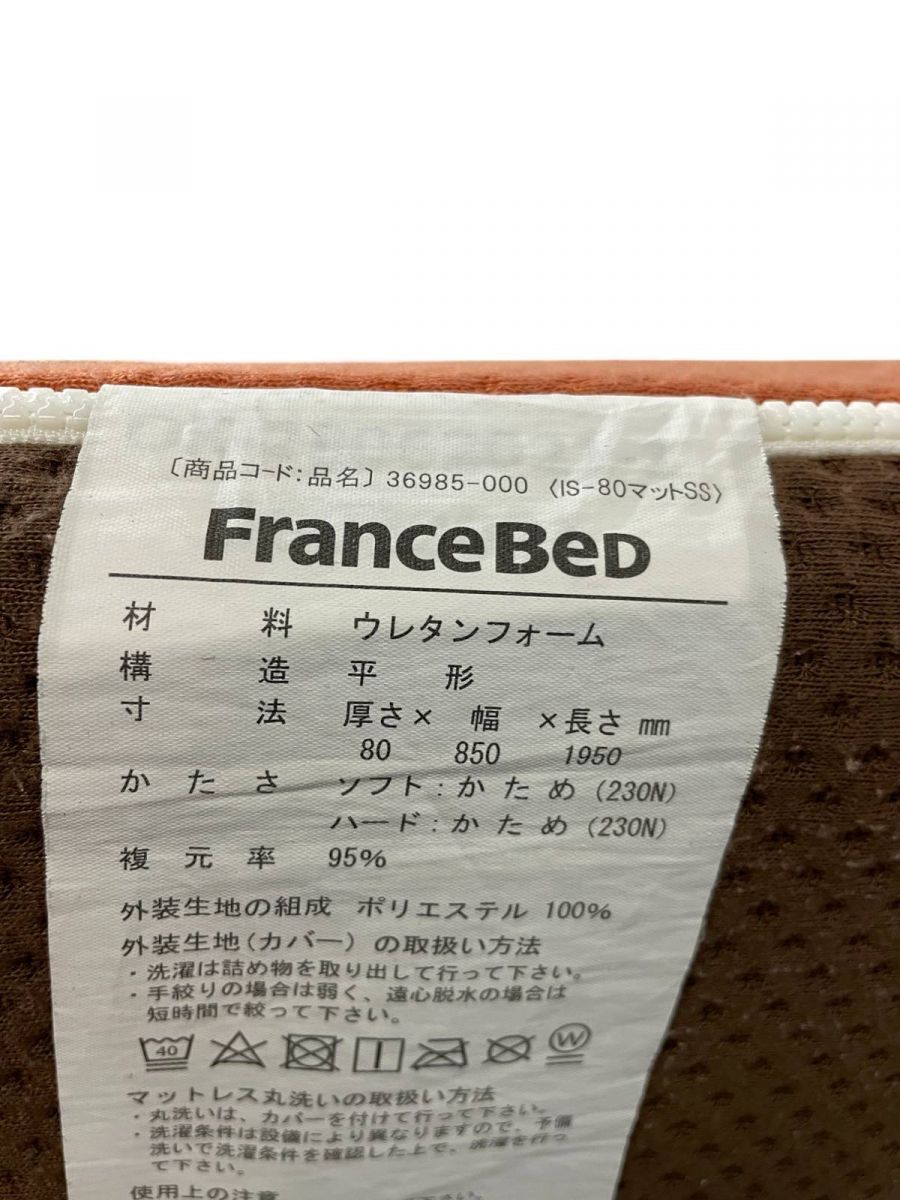 〔商品コード:品名〕36985-000 〈IS-80マットSS〉
FranceBeD
材 料 ウレタンフォーム
構 造 平 形
寸 法 厚さ× 幅 ×長さ mm
80 850 1950
かたさ ソフト:かため(230N)
ハード:かため(230N)
複元率 95%
外装生地の組成 ポリエステル 100%
外装生地(カバー)の取扱い方法
・洗濯は詰め物を取り出して行って下さい。
・手絞りの場合は弱く、遠心脱水の場合は
短時間で絞って下さい。
40 W
マットレス丸洗いの取扱い方法
・丸洗いは、カバーを付けて行って下さい。
・洗濯条件は設備により異なりますので、予備
洗いで洗濯条件を確認した上で、洗濯を行っ
て下さい。
使用上の注意